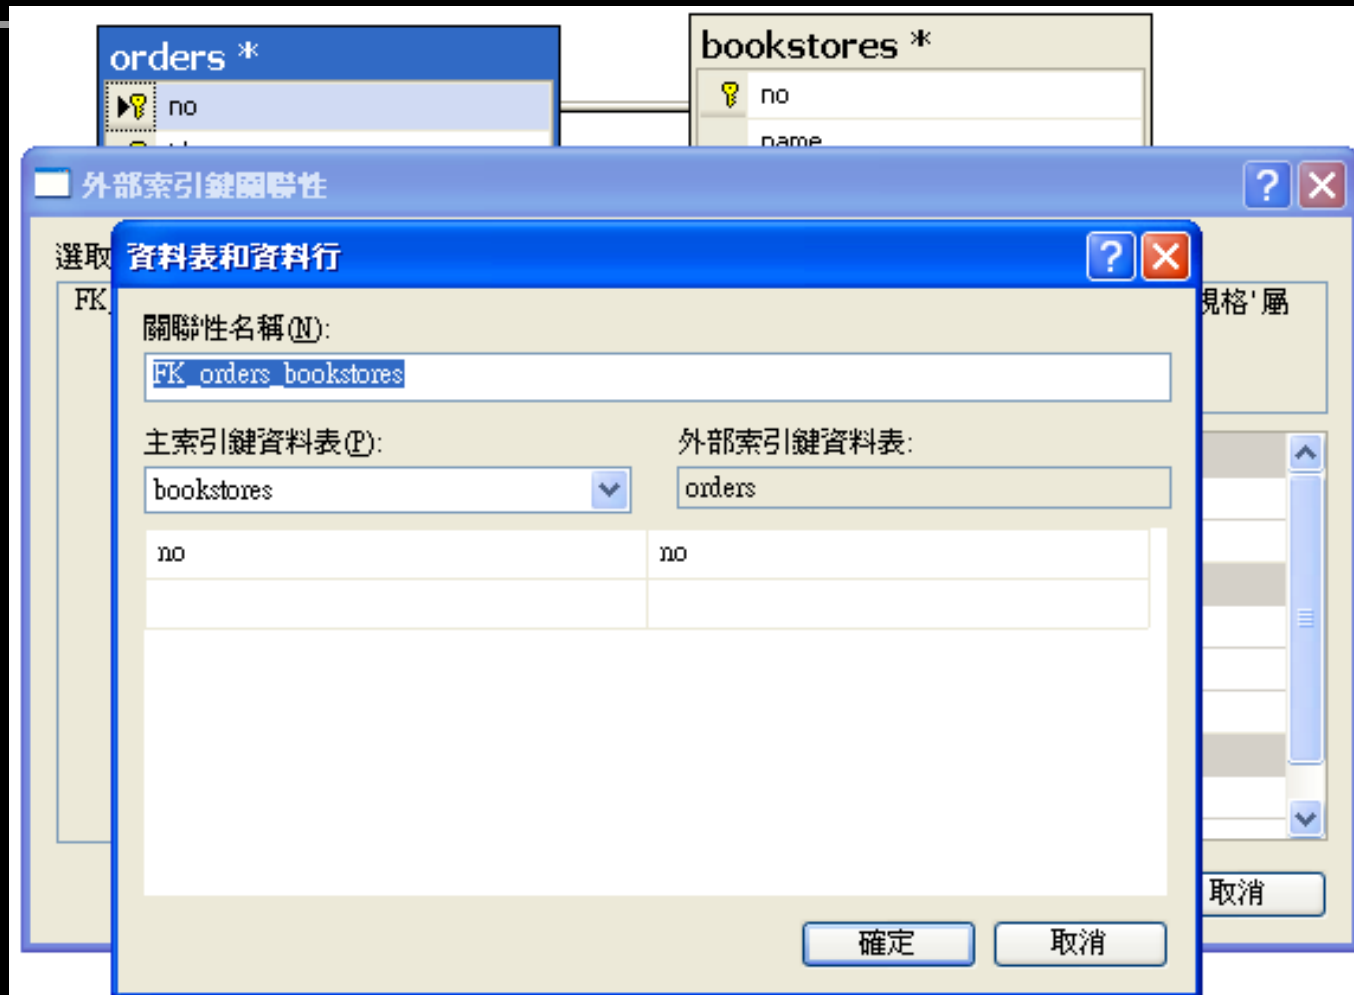 orders *
bookstores *
no
no
name
外部索引鍵關聯性
選取
資料表和資料行
FK_
規格'屬
關聯性名稱(N):
FK_orders_bookstores
主索引鍵資料表(P):
外部索引鍵資料表:
bookstores
orders
no
no
取消
確定
取消